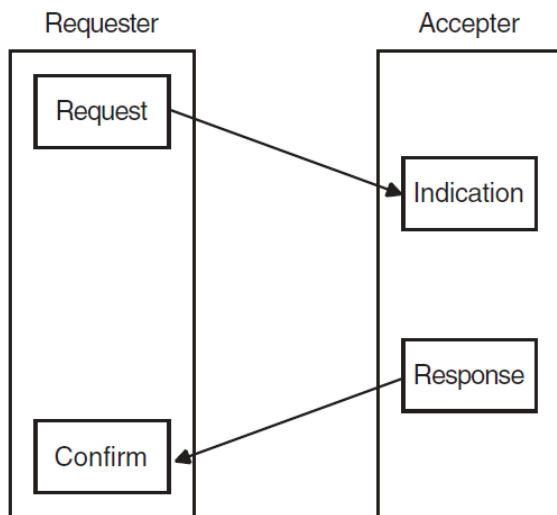 Requester
Accepter
Request
Indication
Response
Confirm